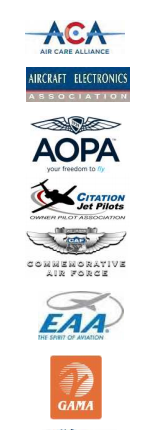 ACA
AIR CARE ALLIANCE
AIRCRAFT ELECTRONICS
ASSOCIATION
AOPA
your freedom to fly
CITATION
Jet Pilots
OWNER PILOT ASSOCIATION
CAF
COMMEMORATIVE
AIR FORCE
EAA
THE SPIRIT OF AVIATION
GAMA